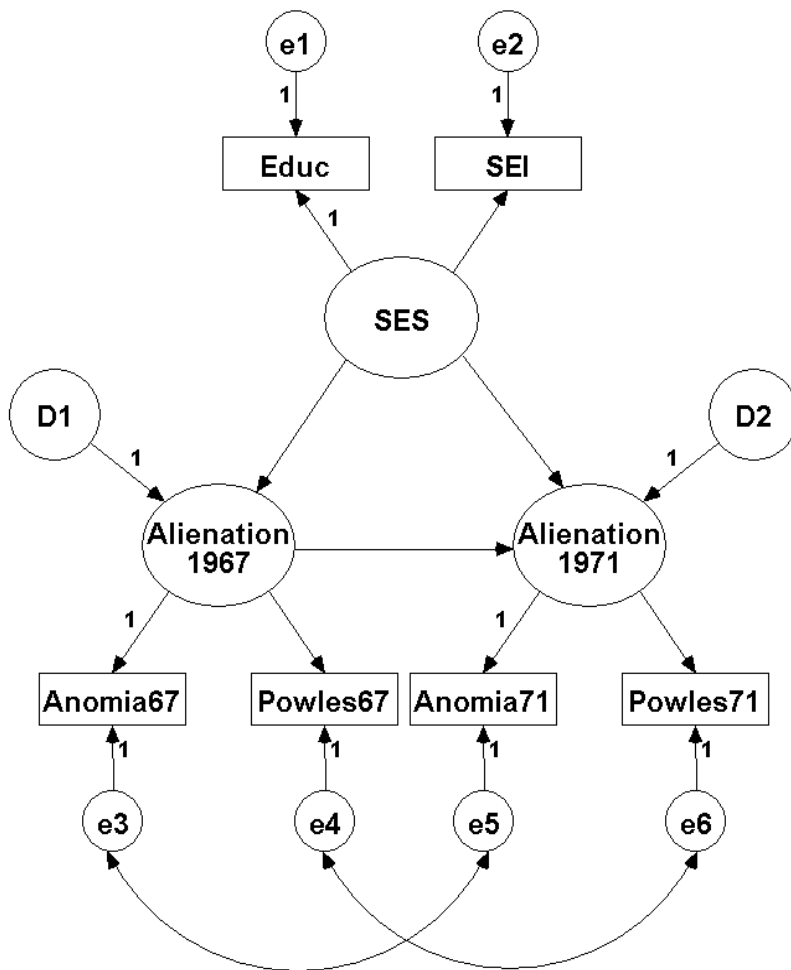 e1
e2
1
1
Educ
SEI
1
SES
D1
D2
1
1
Alienation
1967
Alienation
1971
1
1
Anomia67
Powles67
Anomia71
Powles71
1
1
1
1
e3
e4
e5
e6